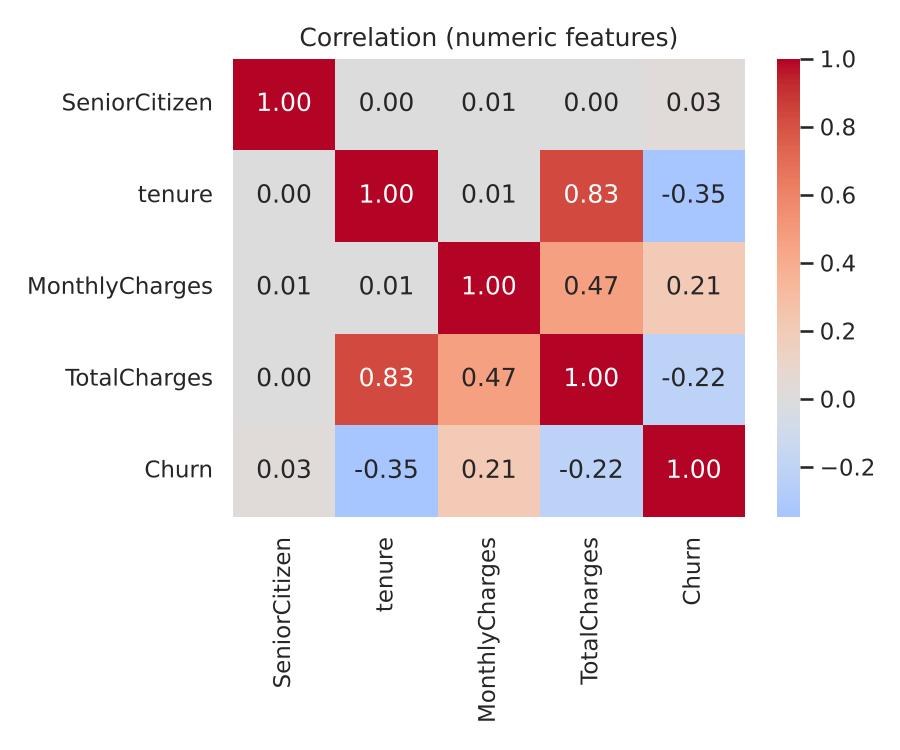 Correlation (numeric features)
SeniorCitizen 1.00 0.00 0.01 0.00 0.03
tenure 0.00 1.00 0.01 0.83 -0.35
MonthlyCharges 0.01 0.01 1.00 0.47 0.21
TotalCharges 0.00 0.83 0.47 1.00 -0.22
Churn 0.03 -0.35 0.21 -0.22 1.00
SeniorCitizen
tenure
MonthlyCharges
TotalCharges
Churn
1.0
0.8
0.6
0.4
0.2
0.0
−0.2